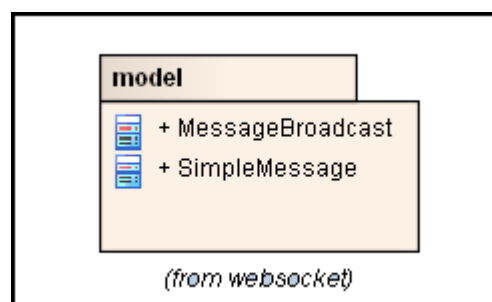 model
+ MessageBroadcast
+ SimpleMessage
(from websocket)